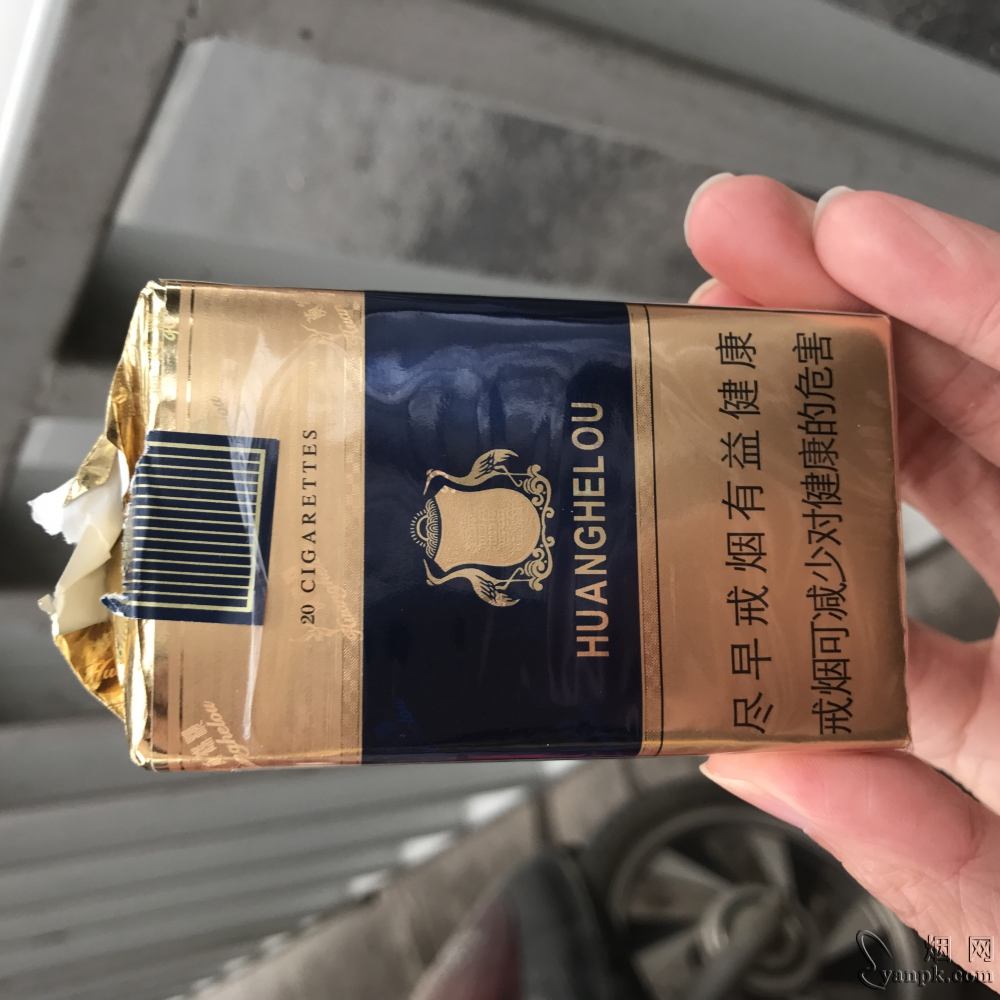 20 CIGARETTES
HUANGHELOU
尽早戒烟有益健康
戒烟可减少对健康的危害
烟网
yanpk.com